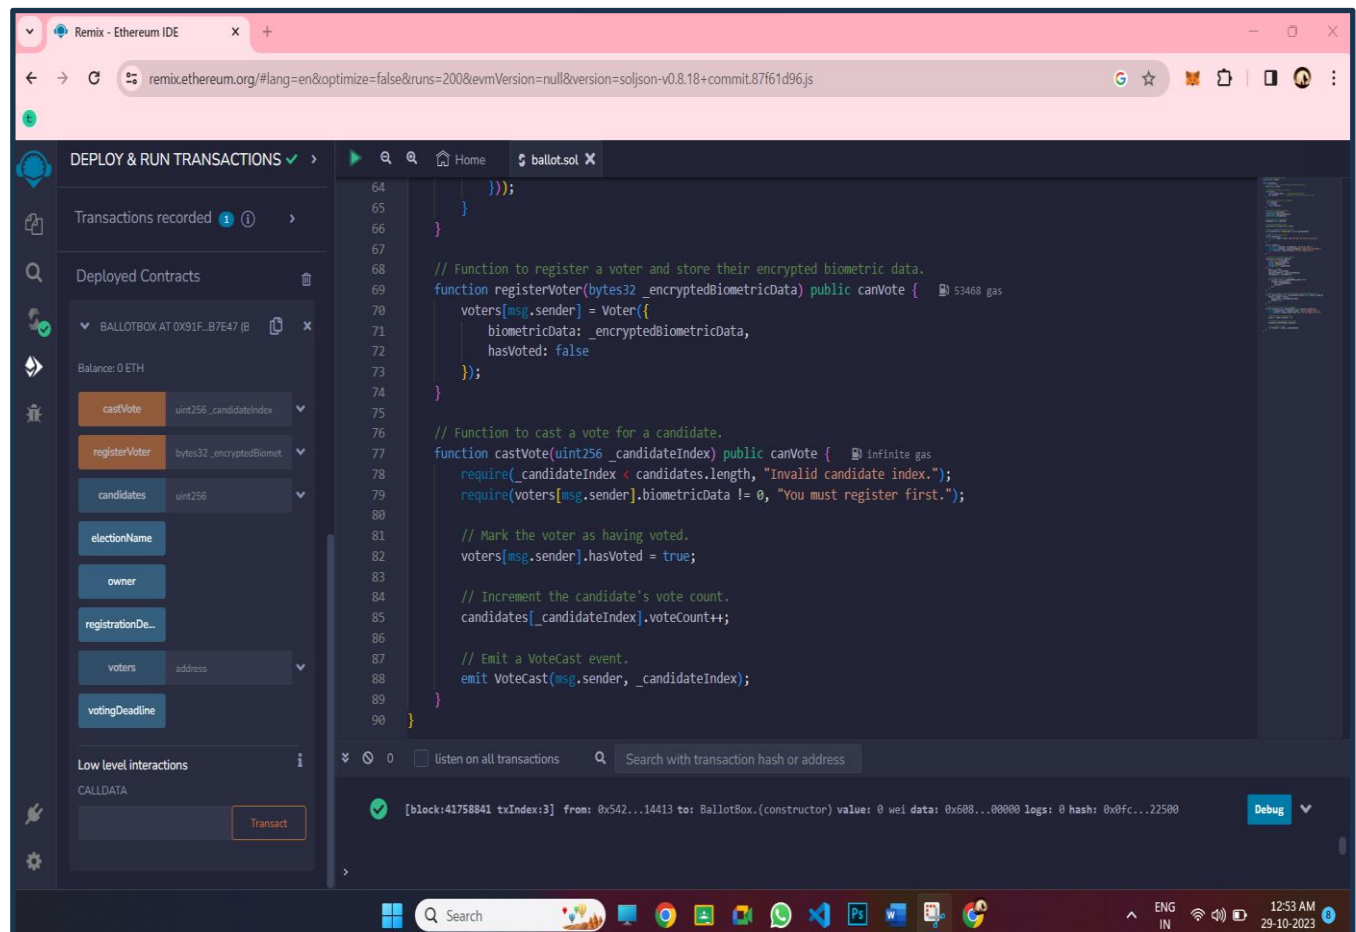 Remix - Ethereum IDE
remix.ethereum.org/#lang=en&optimize=false&runs=200&evmVersion=null&version=soljson-v0.8.18+commit.87f61d96.js
t
DEPLOY & RUN TRANSACTIONS
Transactions recorded 1 i
Deployed Contracts
BALLOTBOX AT 0X91F...B7E47 (B
Balance: 0 ETH
castVote uint256 _candidateIndex
registerVoter bytes32 _encryptedBiomet
candidates uint256
electionName
owner
registrationDe...
voters address
votingDeadline
Low level interactions i
CALLDATA
Transact
Home ballot.sol
64 }));
65 }
66 }
67
68 // Function to register a voter and store their encrypted biometric data.
69 function registerVoter(bytes32 _encryptedBiometricData) public canVote { 53468 gas
70 voters[msg.sender] = Voter({
71 biometricData: _encryptedBiometricData,
72 hasVoted: false
73 });
74 }
75
76 // Function to cast a vote for a candidate.
77 function castVote(uint256 _candidateIndex) public canVote { infinite gas
78 require(_candidateIndex < candidates.length, "Invalid candidate index.");
79 require(voters[msg.sender].biometricData != 0, "You must register first.");
80
81 // Mark the voter as having voted.
82 voters[msg.sender].hasVoted = true;
83
84 // Increment the candidate's vote count.
85 candidates[_candidateIndex].voteCount++;
86
87 // Emit a VoteCast event.
88 emit VoteCast(msg.sender, _candidateIndex);
89 }
90 }
0 listen on all transactions Search with transaction hash or address
[block:41758841 txIndex:3] from: 0x542...14413 to: BallotBox.(constructor) value: 0 wei data: 0x608...00000 logs: 0 hash: 0x0fc...22500 Debug
>
Search
Ps
ENG
IN
12:53 AM
29-10-2023
8